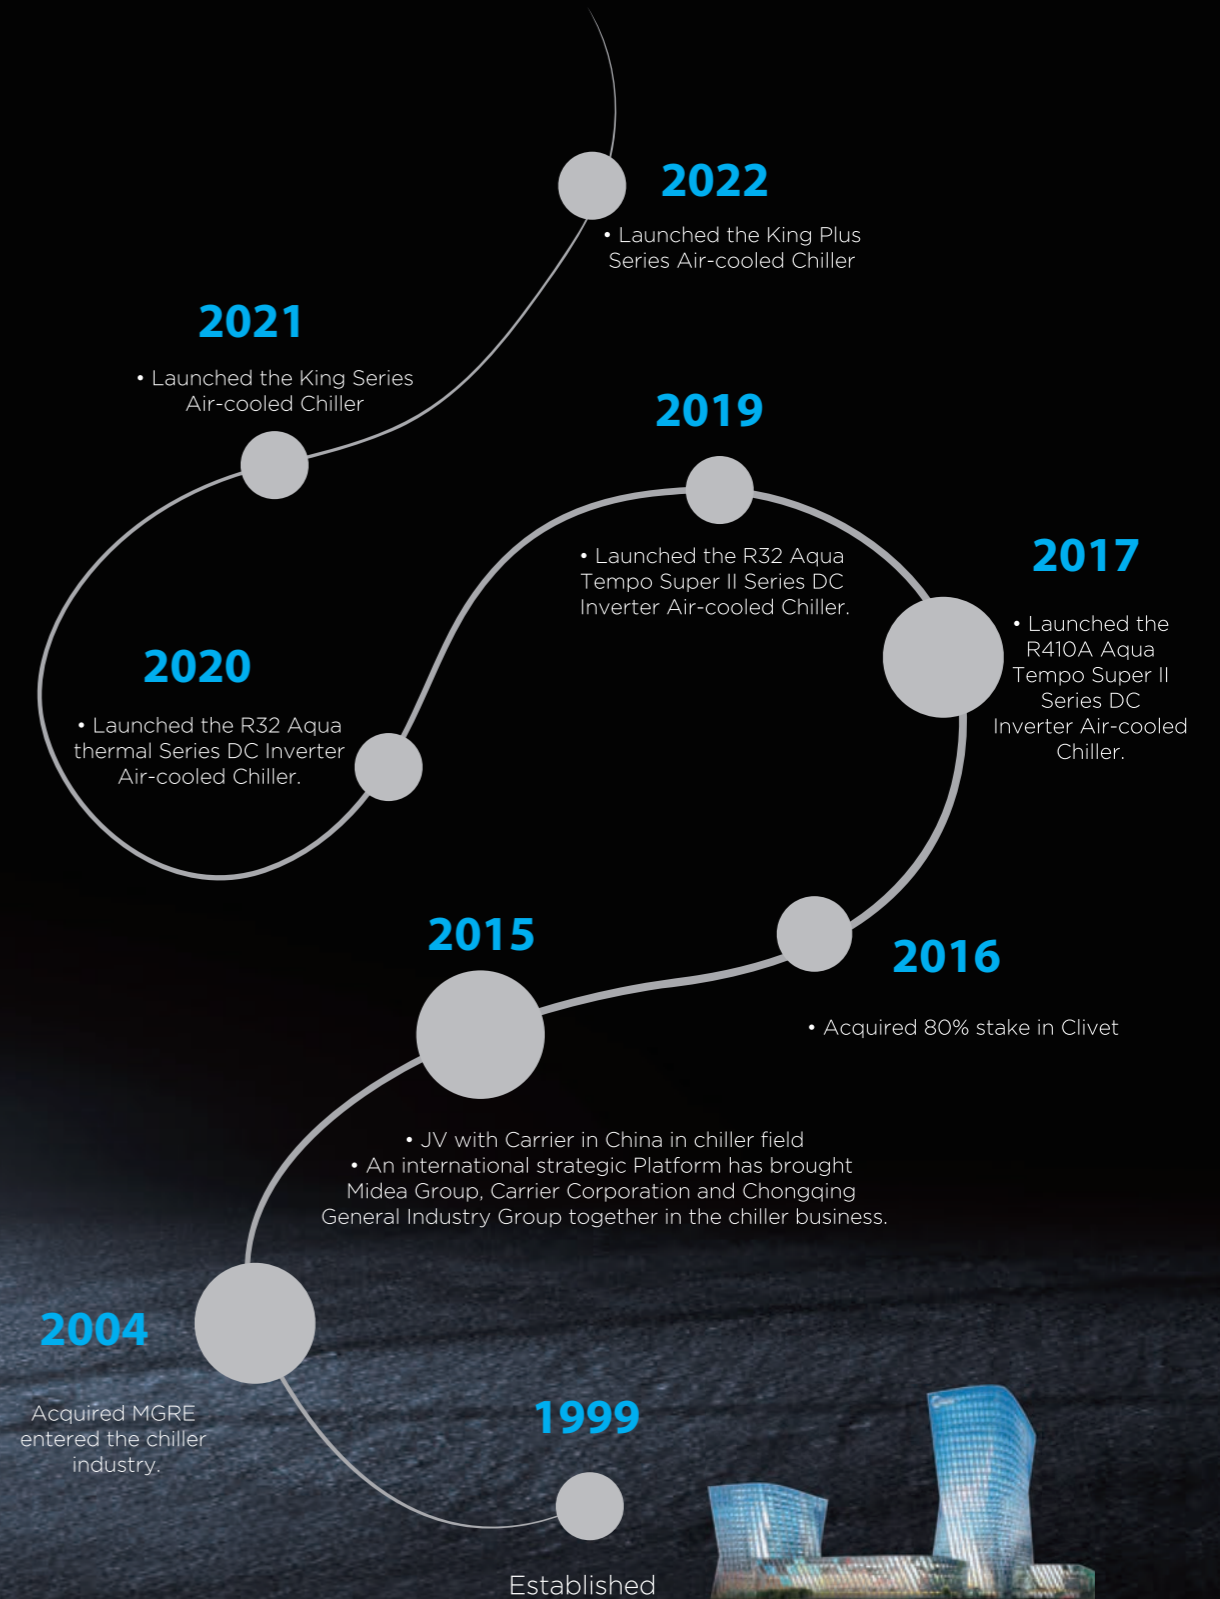 2022
• Launched the King Plus
Series Air-cooled Chiller
2021
• Launched the King Series
Air-cooled Chiller
2019
• Launched the R32 Aqua
Tempo Super II Series DC
Inverter Air-cooled Chiller.
2017
• Launched the
R410A Aqua
Tempo Super II
Series DC
Inverter Air-cooled
Chiller.
2020
• Launched the R32 Aqua
thermal Series DC Inverter
Air-cooled Chiller.
2016
• Acquired 80% stake in Clivet
2015
• JV with Carrier in China in chiller field
• An international strategic Platform has brought
Midea Group, Carrier Corporation and Chongqing
General Industry Group together in the chiller business.
2004
Acquired MGRE
entered the chiller
industry.
1999
Established